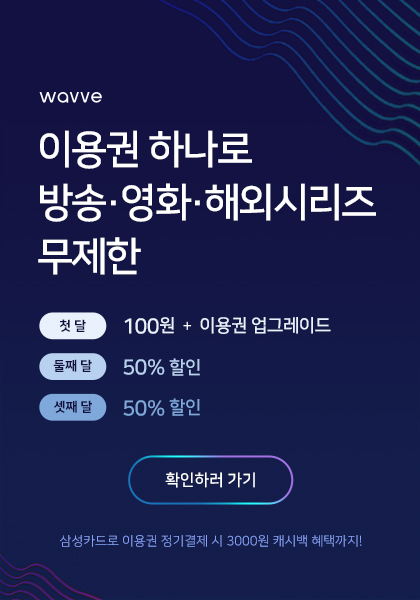 wavve
이용권 하나로
방송·영화·해외시리즈
무제한
첫 달 100원 + 이용권 업그레이드
둘째 달 50% 할인
셋째 달 50% 할인
확인하러 가기
삼성카드로 이용권 정기결제 시 3000원 캐시백 혜택까지!